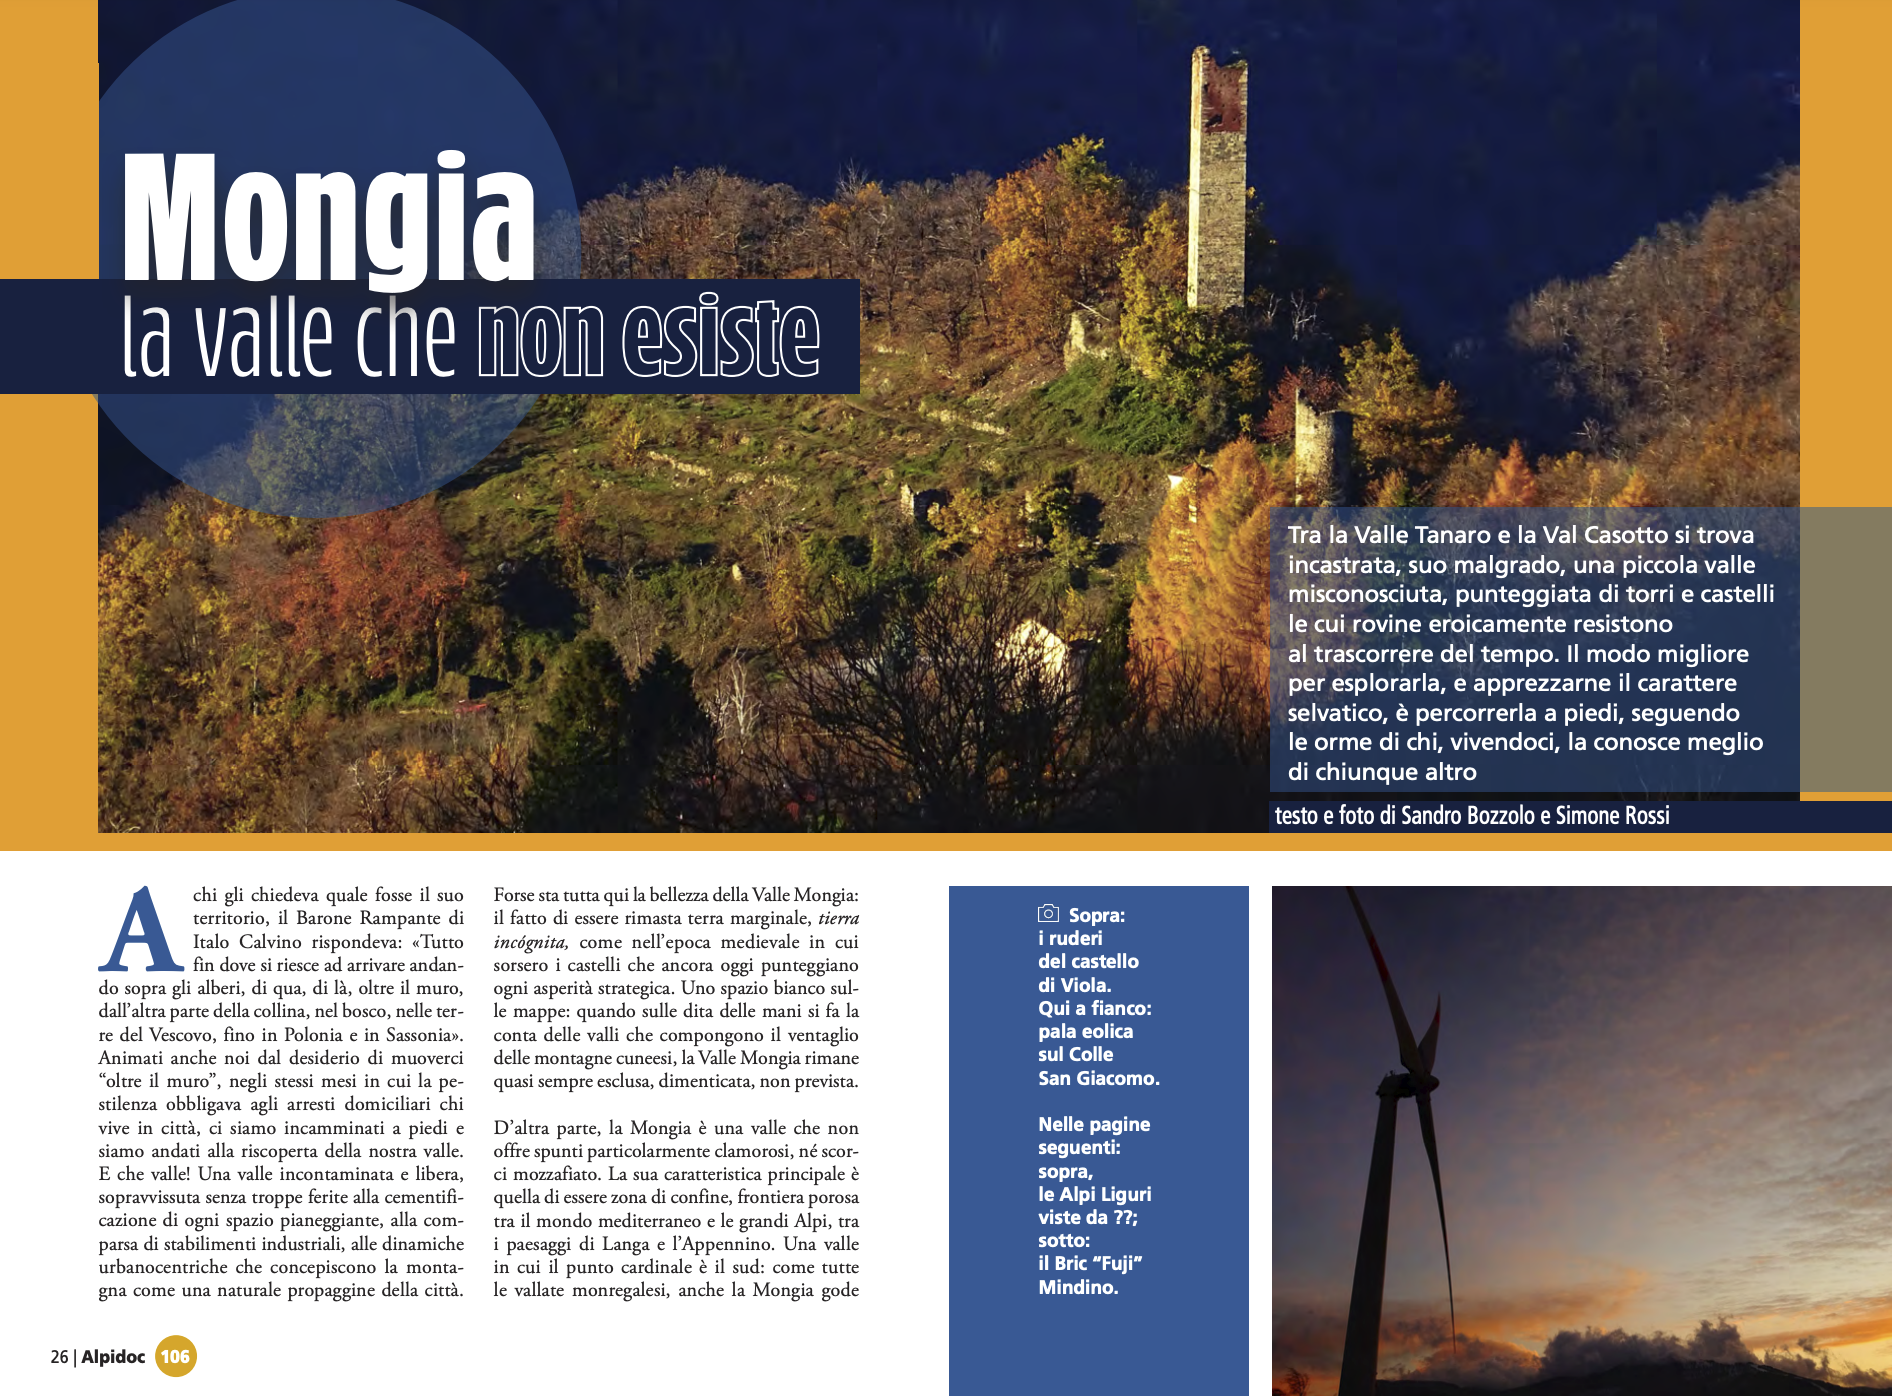 Mongia
la valle che non esiste
Tra la Valle Tanaro e la Val Casotto si trova
incastrata, suo malgrado, una piccola valle
misconosciuta, punteggiata di torri e castelli
le cui rovine eroicamente resistono
al trascorrere del tempo. Il modo migliore
per esplorarla, e apprezzarne il carattere
selvatico, è percorrerla a piedi, seguendo
le orme di chi, vivendoci, la conosce meglio
di chiunque altro
testo e foto di Sandro Bozzolo e Simone Rossi
A chi gli chiedeva quale fosse il suo
territorio, il Barone Rampante di
Italo Calvino rispondeva: «Tutto
fin dove si riesce ad arrivare andan-
do sopra gli alberi, di qua, di là, oltre il muro,
dall'altra parte della collina, nel bosco, nelle ter-
re del Vescovo, fino in Polonia e in Sassonia».
Animati anche noi dal desiderio di muoverci
“oltre il muro”, negli stessi mesi in cui la pe-
stilenza obbligava agli arresti domiciliari chi
vive in città, ci siamo incamminati a piedi e
siamo andati alla riscoperta della nostra valle.
E che valle! Una valle incontaminata e libera,
sopravvissuta senza troppe ferite alla cementifi-
cazione di ogni spazio pianeggiante, alla com-
parsa di stabilimenti industriali, alle dinamiche
urbanocentriche che concepiscono la monta-
gna come una naturale propaggine della città.
Forse sta tutta qui la bellezza della Valle Mongia:
il fatto di essere rimasta terra marginale, tierra
incógnita, come nell'epoca medievale in cui
sorsero i castelli che ancora oggi punteggiano
ogni asperità strategica. Uno spazio bianco sul-
le mappe: quando sulle dita delle mani si fa la
conta delle valli che compongono il ventaglio
delle montagne cuneesi, la Valle Mongia rimane
quasi sempre esclusa, dimenticata, non prevista.
D'altra parte, la Mongia è una valle che non
offre spunti particolarmente clamorosi, né scor-
ci mozzafiato. La sua caratteristica principale è
quella di essere zona di confine, frontiera porosa
tra il mondo mediterraneo e le grandi Alpi, tra
i paesaggi di Langa e l'Appennino. Una valle
in cui il punto cardinale è il sud: come tutte
le vallate monregalesi, anche la Mongia gode
Sopra:
i ruderi
del castello
di Viola.
Qui a fianco:
pala eolica
sul Colle
San Giacomo.
Nelle pagine
seguenti:
sopra,
le Alpi Liguri
viste da ??;
sotto:
il Bric “Fuji”
Mindino.
26 | Alpidoc 106